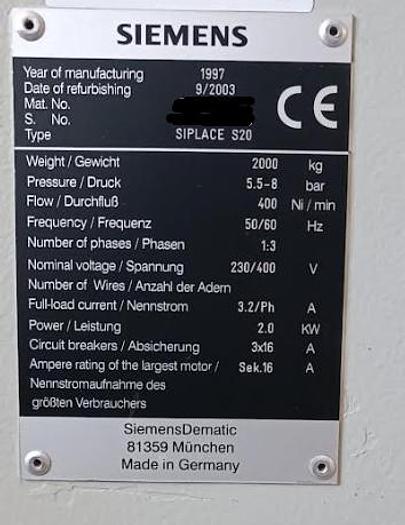 SIEMENS
Year of manufacturing 1997
Date of refurbishing 9/2003
Mat. No.
S. No.
Type SIPLACE S20
CE
Weight / Gewicht 2000 kg
Pressure / Druck 5.5-8 bar
Flow / Durchfluß 400 Ni / min
Frequency / Frequenz 50/60 Hz
Number of phases / Phasen 1:3
Nominal voltage / Spannung 230/400 V
Number of Wires / Anzahl der Adern
Full-load current / Nennstrom 3.2/Ph A
Power / Leistung 2.0 KW
Circuit breakers / Absicherung 3x16 A
Ampere rating of the largest motor / Sek.16 A
Nennstromaufnahme des
größten Verbrauchers
SiemensDematic
81359 München
Made in Germany